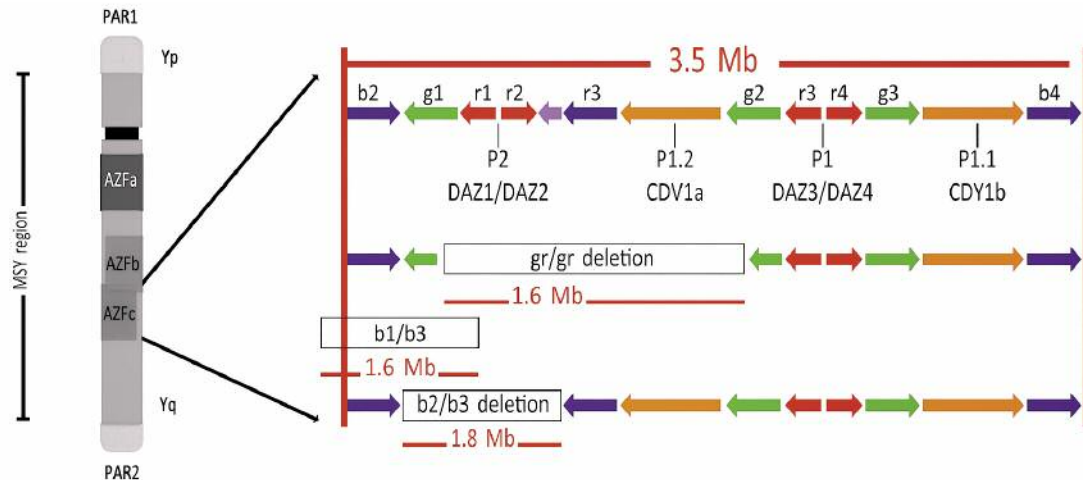 PAR1
Yp
MSY region
AZFa
AZFb
AZFc
Yq
PAR2
3.5 Mb
b2 g1 r1 r2 r3 g2 r3 r4 g3 b4
P2 P1.2 P1 P1.1
DAZ1/DAZ2 CDV1a DAZ3/DAZ4 CDY1b
gr/gr deletion
1.6 Mb
b1/b3
1.6 Mb
b2/b3 deletion
1.8 Mb